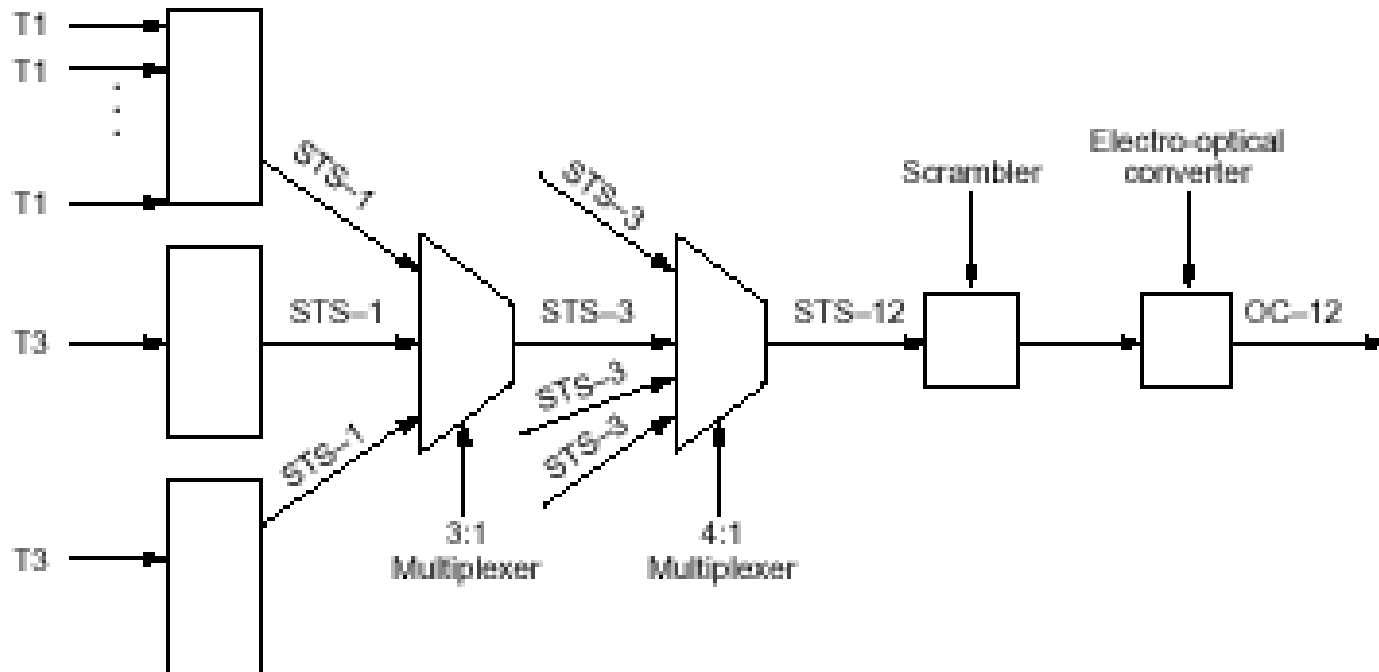 T1
T1
T1
STS-1
STS-3
Scrambler
Electro-optical
converter
T3
STS-1
STS-3
STS-12
OC-12
STS-3
STS-1
STS-3
T3
3:1
Multiplexer
4:1
Multiplexer